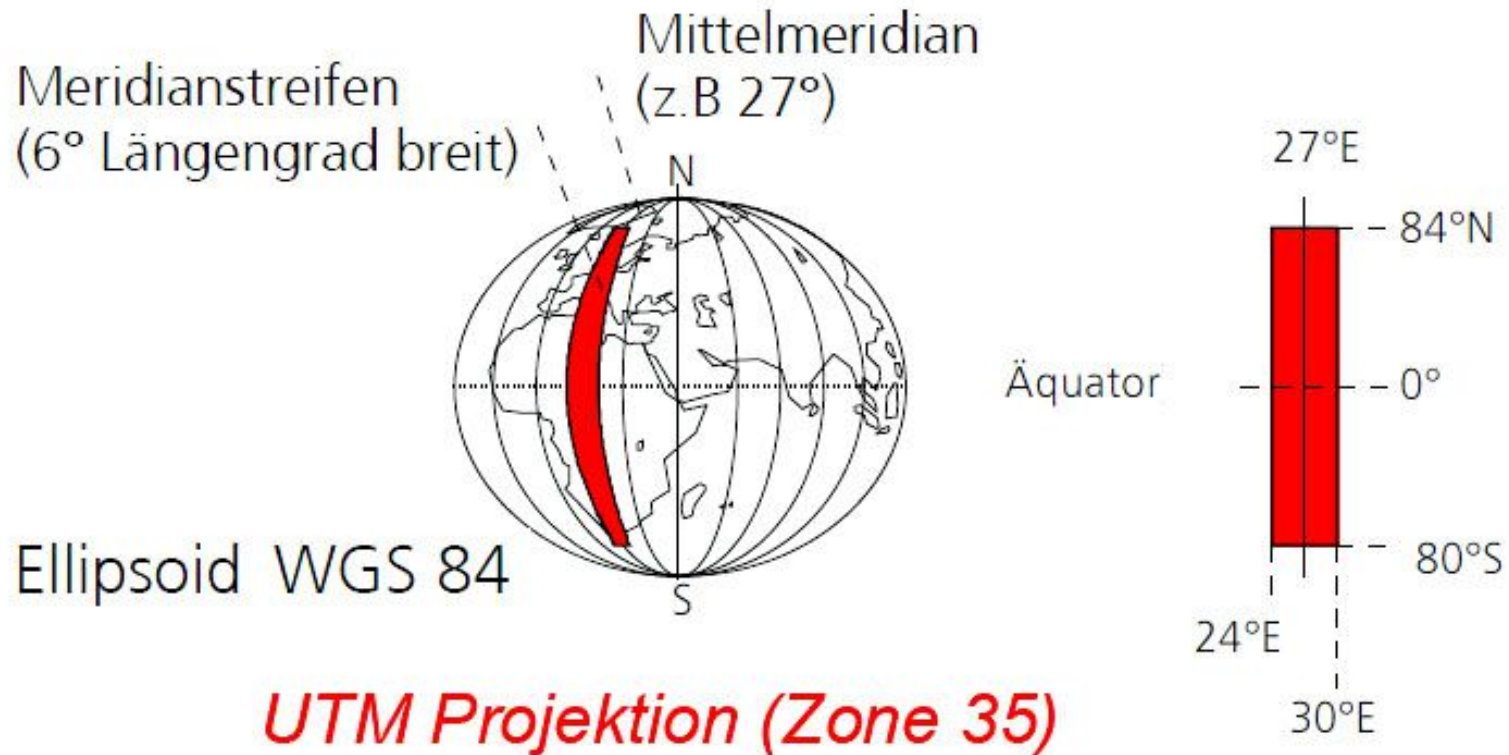 Mittelmeridian
(z.B 27°)
Meridianstreifen
(6° Längengrad breit)
N
27°E
84°N
Äquator
0°
Ellipsoid WGS 84
S
80°S
24°E
30°E
UTM Projektion (Zone 35)